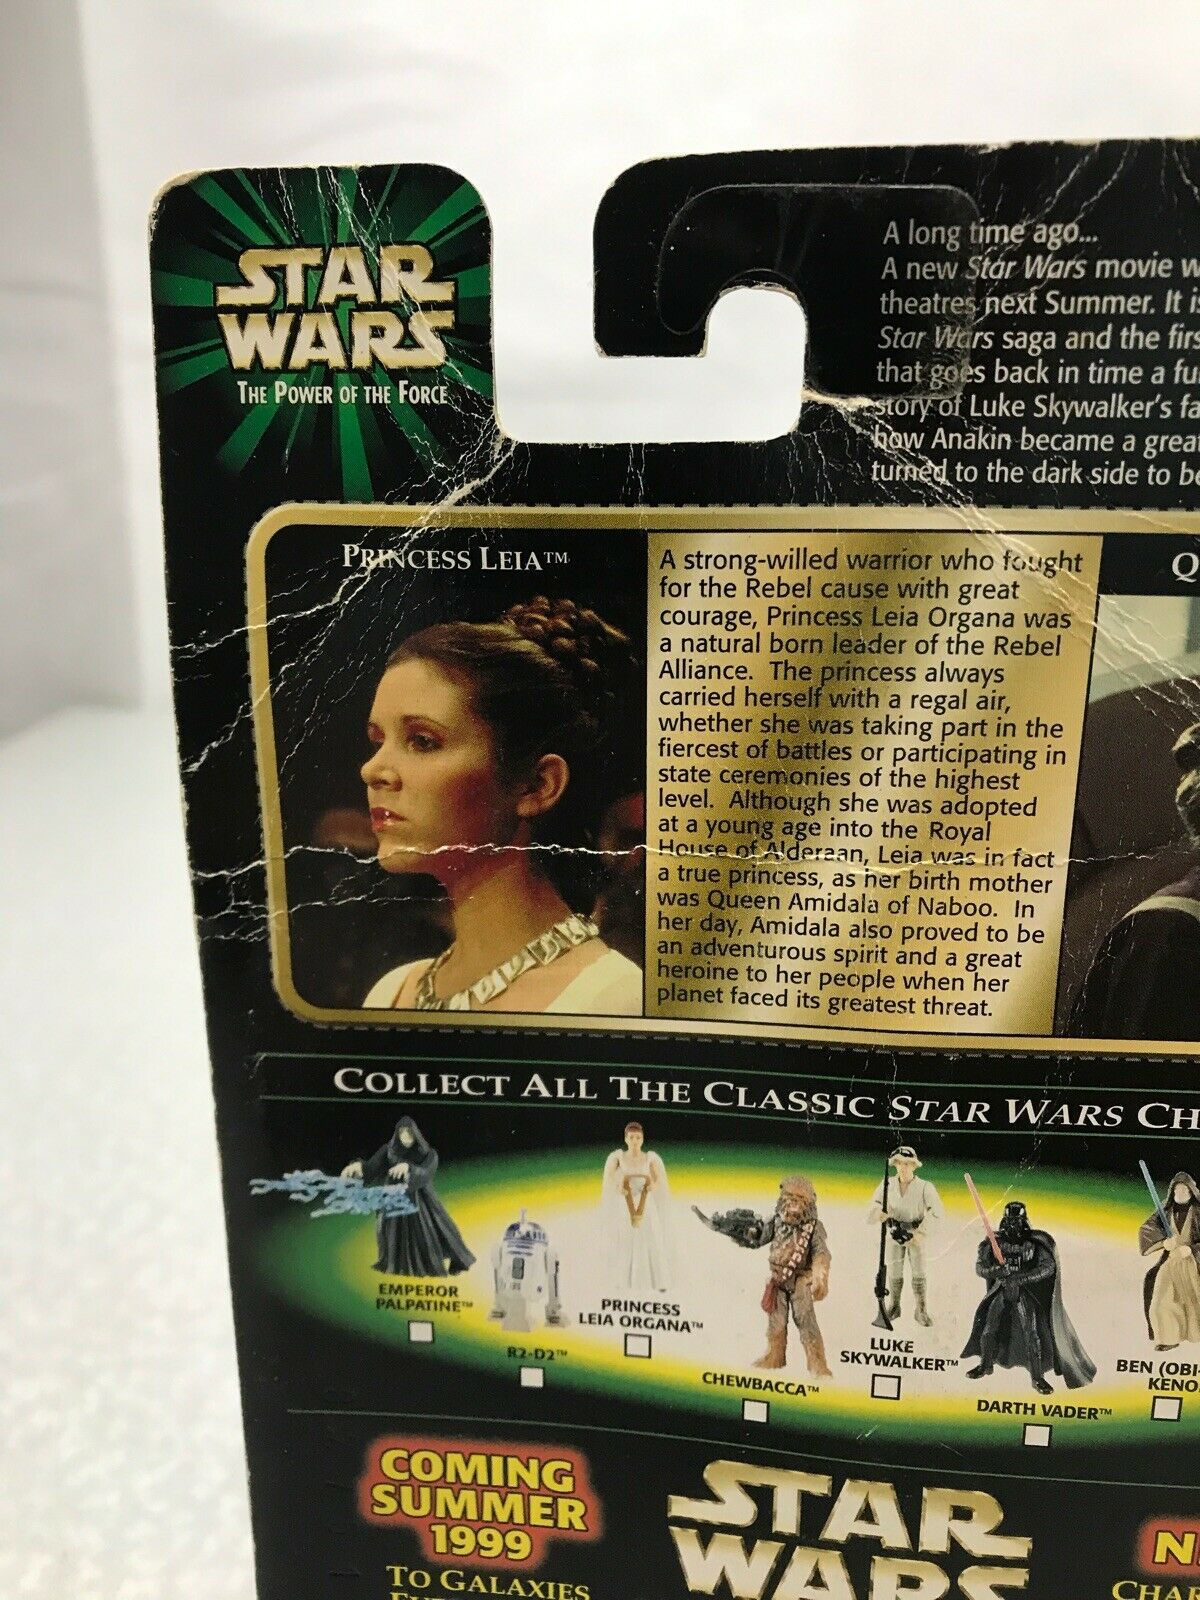 STAR
WARS
THE POWER OF THE FORCE
A long time ago...
A new Star Wars movie
theatres next Summer. It
Star Wars saga and the
that goes back in time a
story of Luke Skywalker's
how Anakin became a
turned to the dark side to
PRINCESS LEIA™
A strong-willed warrior who fought
for the Rebel cause with great
courage, Princess Leia Organa was
a natural born leader of the Rebel
Alliance. The princess always
carried herself with a regal air,
whether she was taking part in the
fiercest of battles or participating in
state ceremonies of the highest
level. Although she was adopted
at a young age into the Royal
House of Alderaan, Leia was in fact
a true princess, as her birth mother
was Queen Amidala of Naboo. In
her day, Amidala also proved to be
an adventurous spirit and a great
heroine to her people when her
planet faced its greatest threat.
COLLECT ALL THE CLASSIC STAR WARS
EMPEROR
PALPATINE™
R2-D2™
PRINCESS
LEIA ORGANA™
CHEWBACCA™
LUKE
SKYWALKER™
DARTH VADER™
BEN
COMING
SUMMER
1999
TO GALAXIES
STAR
WARS